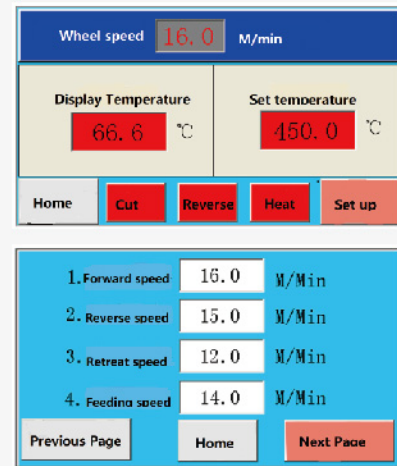 Wheel speed 16.0 M/min
Display Temperature Set temperature
66.6 ℃ 450.0 ℃
Home Cut Reverse Heat Set up
1. Forward speed 16.0 M/Min
2. Reverse speed 15.0 M/Min
3. Retreat speed 12.0 M/Min
4. Feeding speed 14.0 M/Min
Previous Page Home Next Page